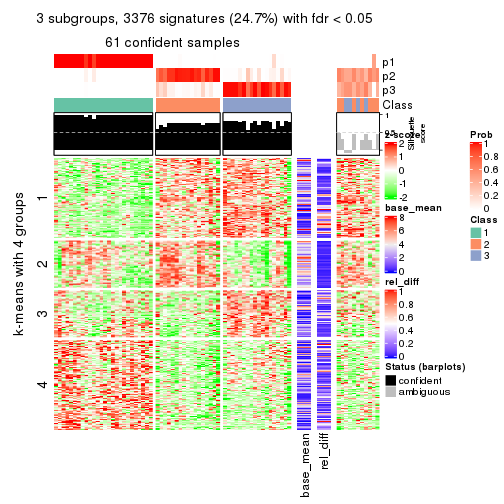 3 subgroups, 3376 signatures (24.7%) with fdr < 0.05
61 confident samples
p1
p2
p3
Class
1
0.5
Silhouette
score
k-means with 4 groups
1
2
3
4
base_mean
rel_diff
z-score
2
1
0
-1
-2
base_mean
8
6
4
2
0
rel_diff
1
0.8
0.6
0.4
0.2
0
Status (barplots)
confident
ambiguous
Prob
1
0.8
0.6
0.4
0.2
0
Class
1
2
3